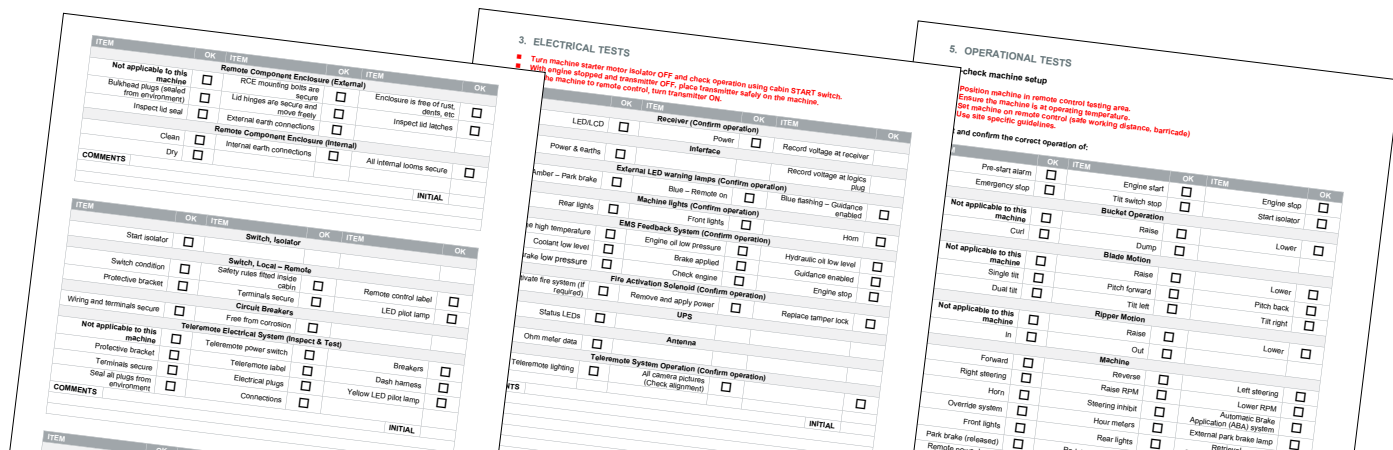 ITEM OK ITEM OK ITEM OK
Remote Component Enclosure (External)
Not applicable to this machine
RCE mounting bolts are secure
Enclosure is free of rust, dents, etc
Bulkhead plugs (sealed from environment)
Lid hinges are secure and move freely
Inspect lid latches
Inspect lid seal
External earth connections
Remote Component Enclosure (Internal)
Clean
Internal earth connections
All internal looms secure
Dry
COMMENTS
INITIAL
ITEM OK ITEM OK ITEM OK
Switch, Isolator
Start isolator
Switch, Local – Remote
Switch condition
Safety rules fitted inside cabin
Remote control label
Protective bracket
Terminals secure
LED pilot lamp
Circuit Breakers
Wiring and terminals secure
Free from corrosion
Teleremote Electrical System (Inspect & Test)
Not applicable to this machine
Teleremote power switch
Breakers
Protective bracket
Teleremote label
Dash harness
Terminals secure
Electrical plugs
Yellow LED pilot lamp
Seal all plugs from environment
Connections
COMMENTS
INITIAL
ITEM OK ITEM
3. ELECTRICAL TESTS
Turn machine starter motor isolator OFF and check operation using cabin START switch.
With engine stopped and transmitter OFF, place transmitter safely on the machine.
the machine to remote control, turn transmitter ON.
OK ITEM OK ITEM OK
Receiver (Confirm operation)
LED/LCD
Power
Record voltage at receiver
Interface
Power & earths
Record voltage at logics plug
External LED warning lamps (Confirm operation)
Amber – Park brake
Blue – Remote on
Blue flashing – Guidance enabled
Machine lights (Confirm operation)
Rear lights
Front lights
Horn
EMS Feedback System (Confirm operation)
high temperature
Engine oil low pressure
Hydraulic oil low level
Coolant low level
Brake applied
Guidance enabled
low pressure
Check engine
Engine stop
Fire Activation Solenoid (Confirm operation)
fire system (If required)
Remove and apply power
Replace tamper lock
UPS
Status LEDs
Antenna
Ohm meter data
Teleremote System Operation (Confirm operation)
Teleremote lighting
All camera pictures (Check alignment)
NTS
INITIAL
5. OPERATIONAL TESTS
-check machine setup
Position machine in remote control testing area.
Ensure the machine is at operating temperature.
Set machine on remote control (safe working distance, barricade)
Use site specific guidelines.
and confirm the correct operation of:
OK ITEM OK ITEM OK
Pre-start alarm
Engine start
Engine stop
Emergency stop
Tilt switch stop
Start isolator
Bucket Operation
Not applicable to this machine
Raise
Lower
Curl
Dump
Blade Motion
Not applicable to this machine
Raise
Lower
Single tilt
Pitch forward
Pitch back
Dual tilt
Tilt left
Tilt right
Ripper Motion
Not applicable to this machine
Raise
Lower
In
Out
Machine
Forward
Reverse
Left steering
Right steering
Raise RPM
Lower RPM
Horn
Steering inhibit
Automatic Brake Application (ABA) system
Override system
Hour meters
External park brake lamp
Front lights
Rear lights
Park brake (released)